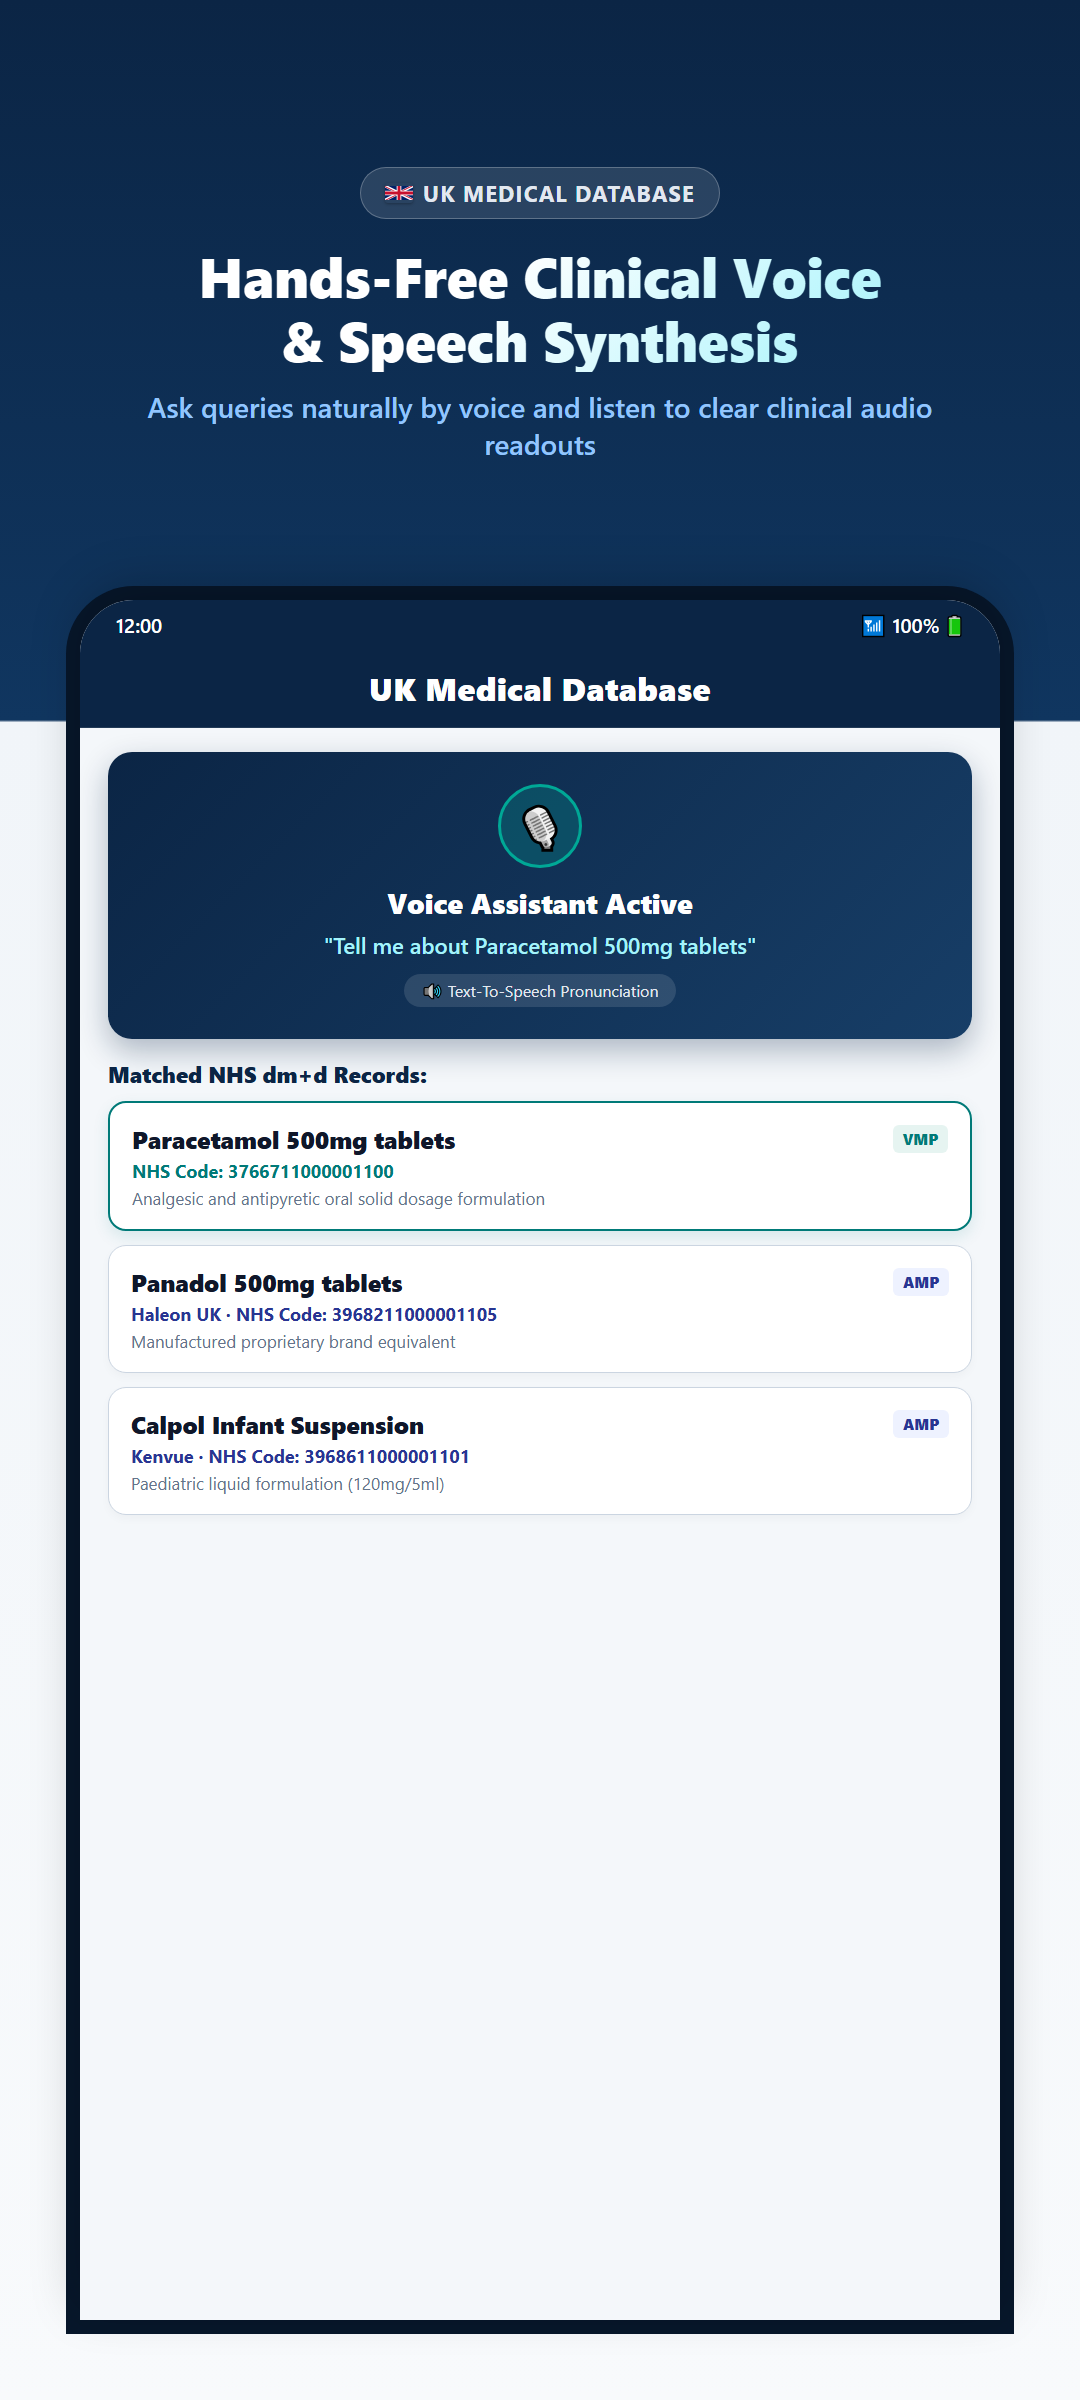 🇬🇧 UK MEDICAL DATABASE
Hands-Free Clinical Voice
& Speech Synthesis
Ask queries naturally by voice and listen to clear clinical audio
readouts
12:00
100%
UK Medical Database
Voice Assistant Active
"Tell me about Paracetamol 500mg tablets"
Text-To-Speech Pronunciation
Matched NHS dm+d Records:
Paracetamol 500mg tablets
VMP
NHS Code: 3766711000001100
Analgesic and antipyretic oral solid dosage formulation
Panadol 500mg tablets
AMP
Haleon UK · NHS Code: 3968211000001105
Manufactured proprietary brand equivalent
Calpol Infant Suspension
AMP
Kenvue · NHS Code: 3968611000001101
Paediatric liquid formulation (120mg/5ml)